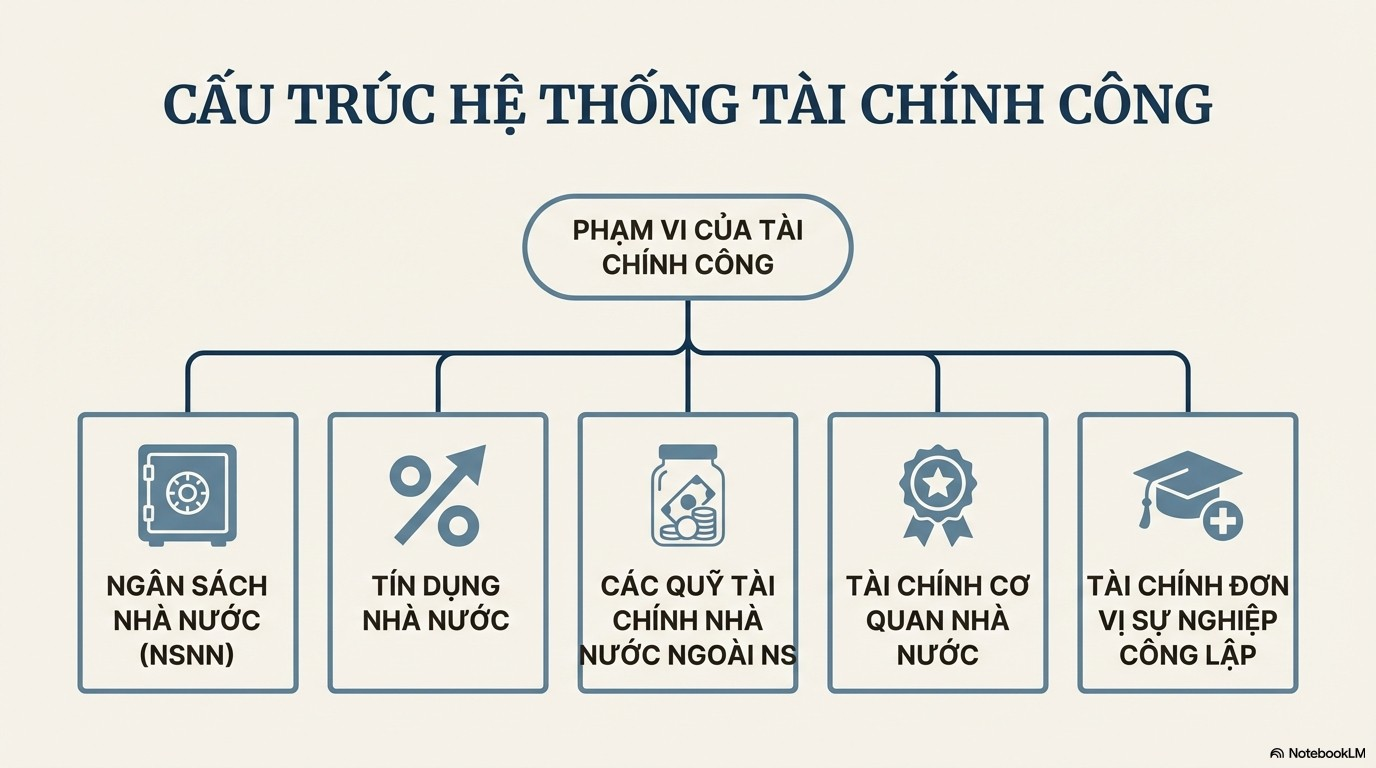 CẤU TRÚC HỆ THỐNG TÀI CHÍNH CÔNG
PHẠM VI CỦA TÀI
CHÍNH CÔNG
NGÂN SÁCH
NHÀ NƯỚC
(NSNN)
TÍN DỤNG
NHÀ NƯỚC
CÁC QUỸ TÀI
CHÍNH NHÀ
NƯỚC NGOÀI NS
TÀI CHÍNH CƠ
QUAN NHÀ
NƯỚC
TÀI CHÍNH ĐƠN
VỊ SỰ NGHIỆP
CÔNG LẬP
NotebookLM